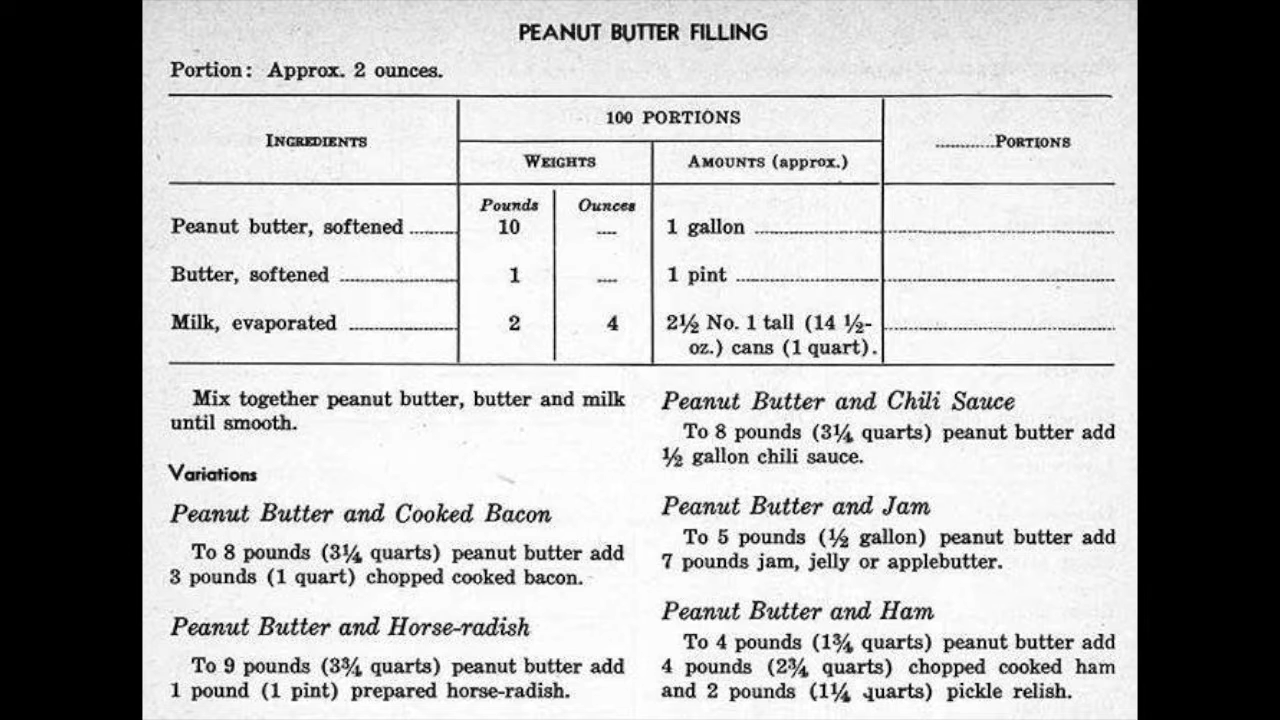 PEANUT BUTTER FILLING
Portion: Approx. 2 ounces.
INGREDIENTS
100 PORTIONS
............PORTIONS
WEIGHTS
AMOUNTS (approx.)
Pounds Ounces
Peanut butter, softened ........ 10 .... 1 gallon ........
Butter, softened ........ 1 .... 1 pint ........
Milk, evaporated ........ 2 4 2½ No. 1 tall (14 ½-
oz.) cans (1 quart).
Mix together peanut butter, butter and milk
until smooth.
Variations
Peanut Butter and Cooked Bacon
To 8 pounds (3¼ quarts) peanut butter add
3 pounds (1 quart) chopped cooked bacon.
Peanut Butter and Horse-radish
To 9 pounds (3¾ quarts) peanut butter add
1 pound (1 pint) prepared horse-radish.
Peanut Butter and Chili Sauce
To 8 pounds (3¼ quarts) peanut butter add
½ gallon chili sauce.
Peanut Butter and Jam
To 5 pounds (½ gallon) peanut butter add
7 pounds jam, jelly or applebutter.
Peanut Butter and Ham
To 4 pounds (1¾ quarts) peanut butter add
4 pounds (2¾ quarts) chopped cooked ham
and 2 pounds (1¼ quarts) pickle relish.